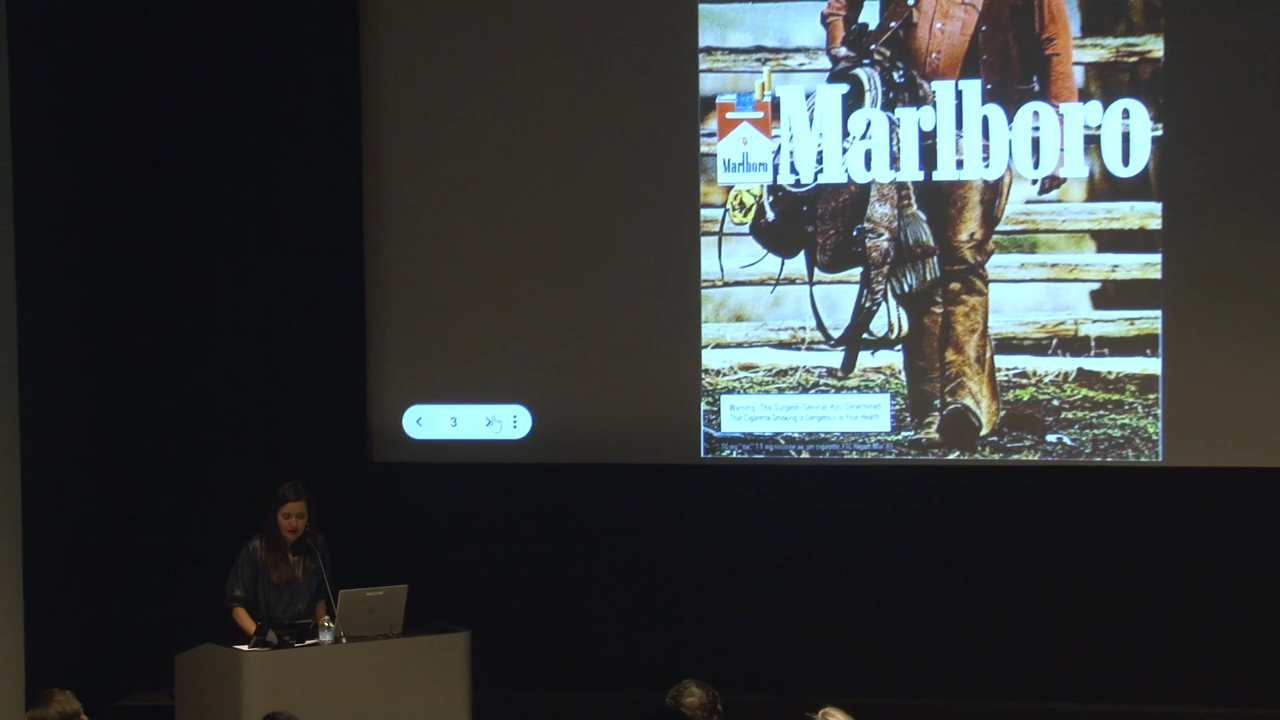 Marlboro
Marlboro
Warning: The Surgeon General Has Determined
That Cigarette Smoking Is Dangerous to Your Health
3